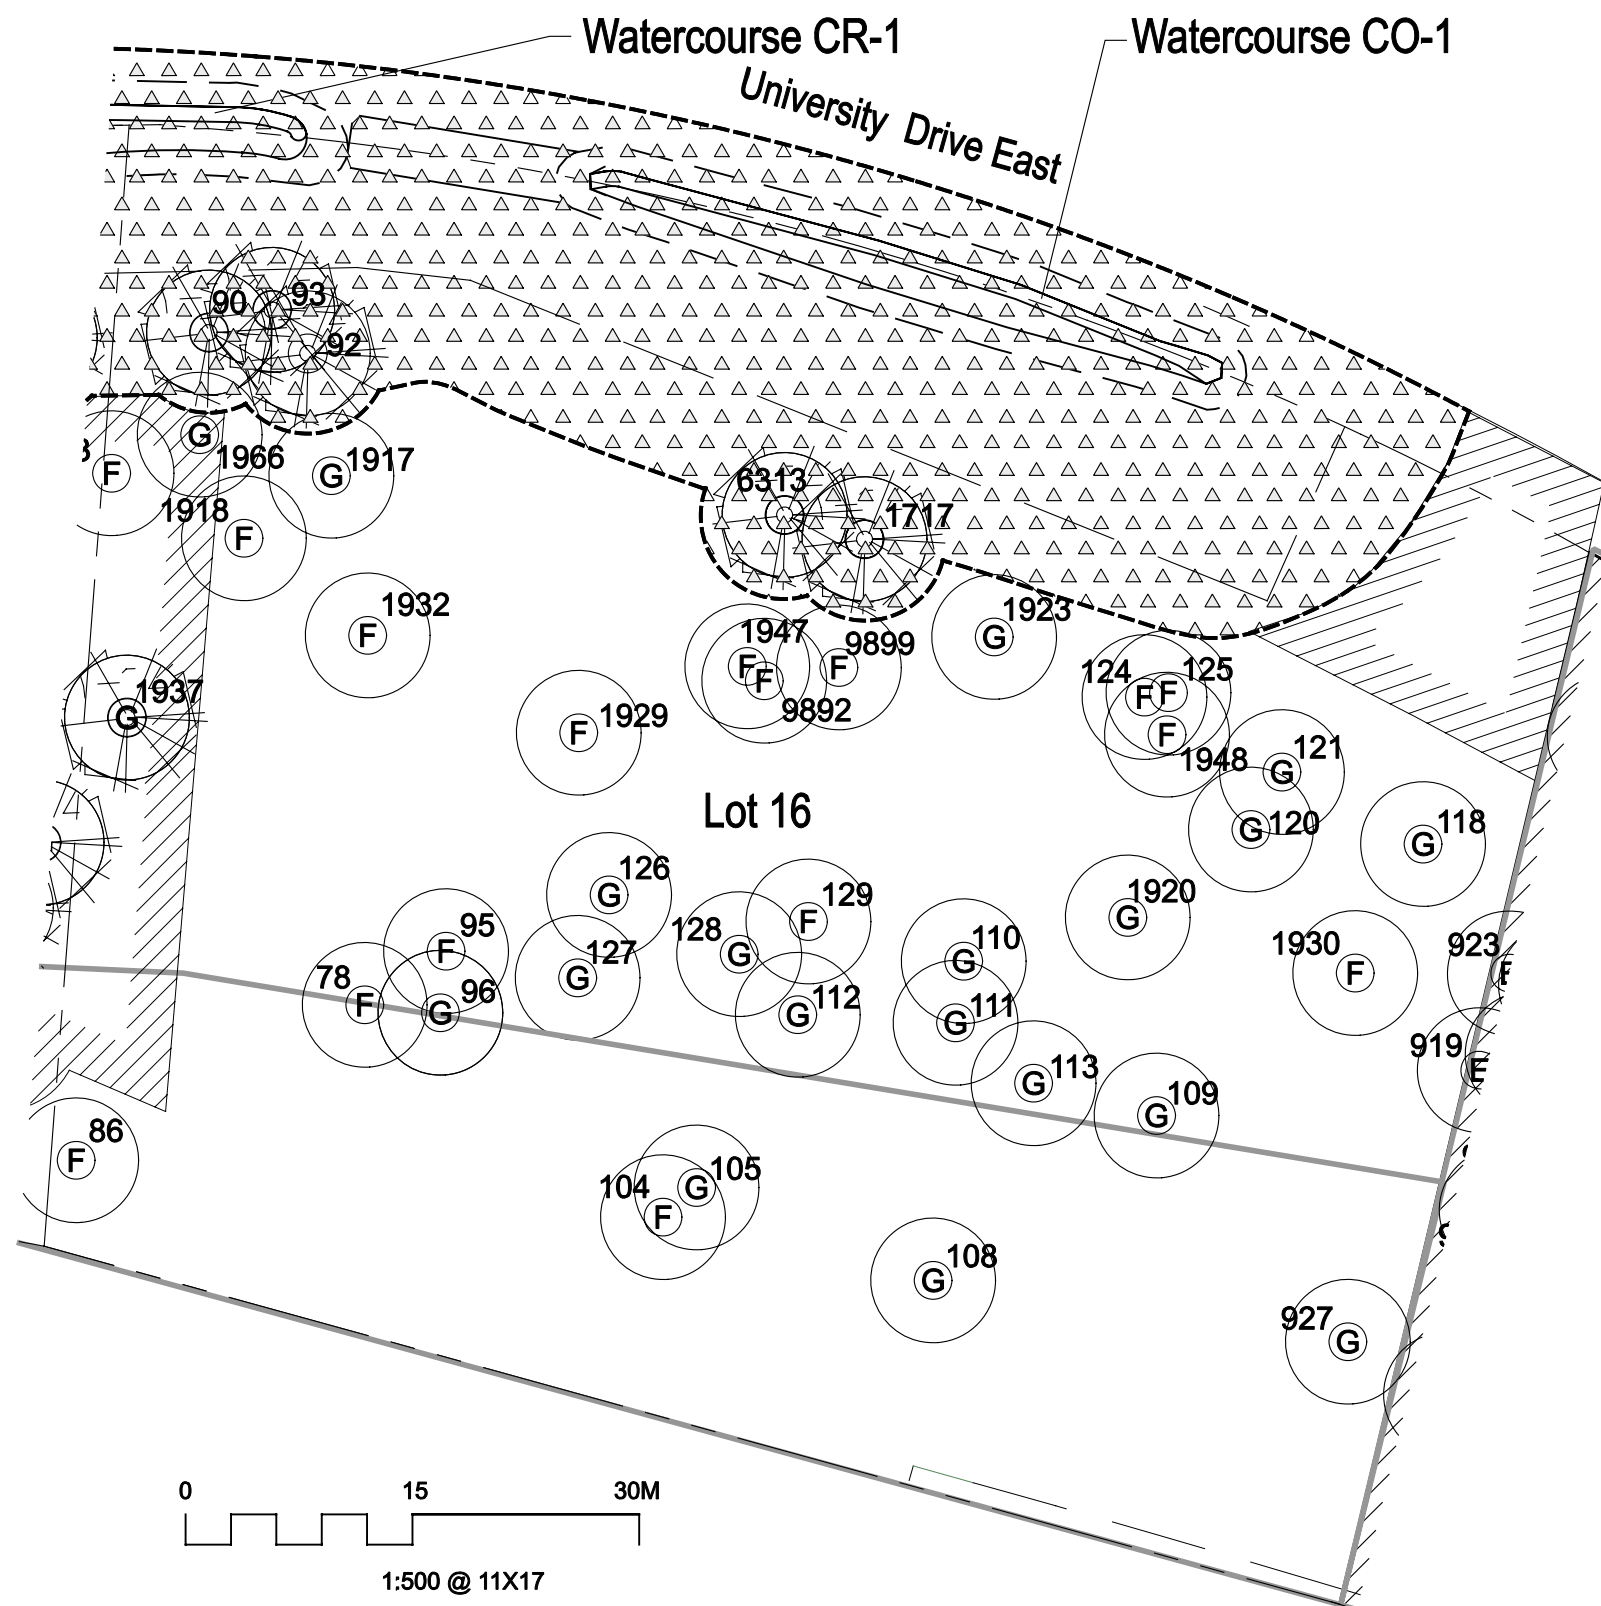 Watercourse CR-1
Watercourse CO-1
University Drive East
93
90
92
G
1966
G
1917
F
1918
F
6313
1717
F
1932
1937
G
F
1929
1947
F
F
9892
9899
F
1923
G
124
F
125
F
F
1948
121
G
G
120
118
G
Lot 16
126
G
127
G
128
G
129
F
112
G
110
G
111
G
113
G
109
G
1920
G
1930
F
923
919
95
F
78
F
96
G
86
F
104
F
105
G
108
G
927
G
0 15 30M
1:500 @ 11X17